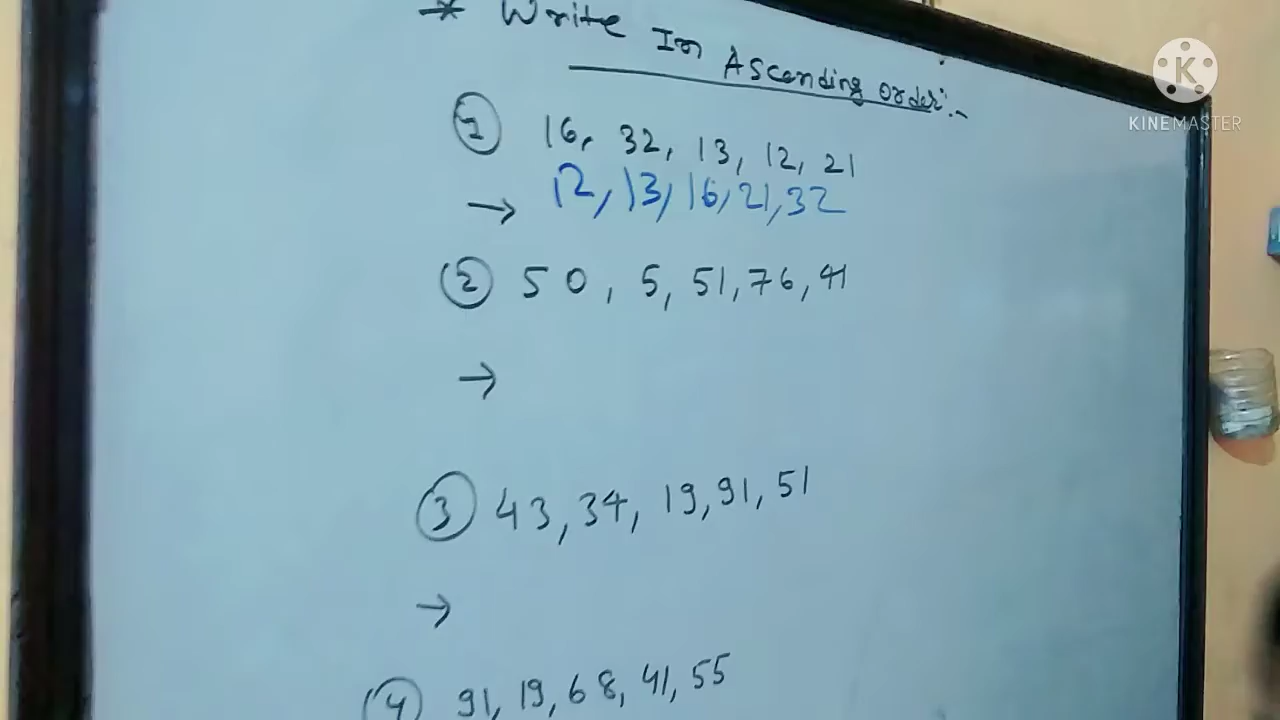 * Write In Ascending order:-
K
KINEMASTER
① 16, 32, 13, 12, 21
→ 12, 13, 16, 21, 32
② 50, 5, 51, 76, 41
→
③ 43, 34, 19, 91, 51
→
④ 91, 19, 68, 41, 55